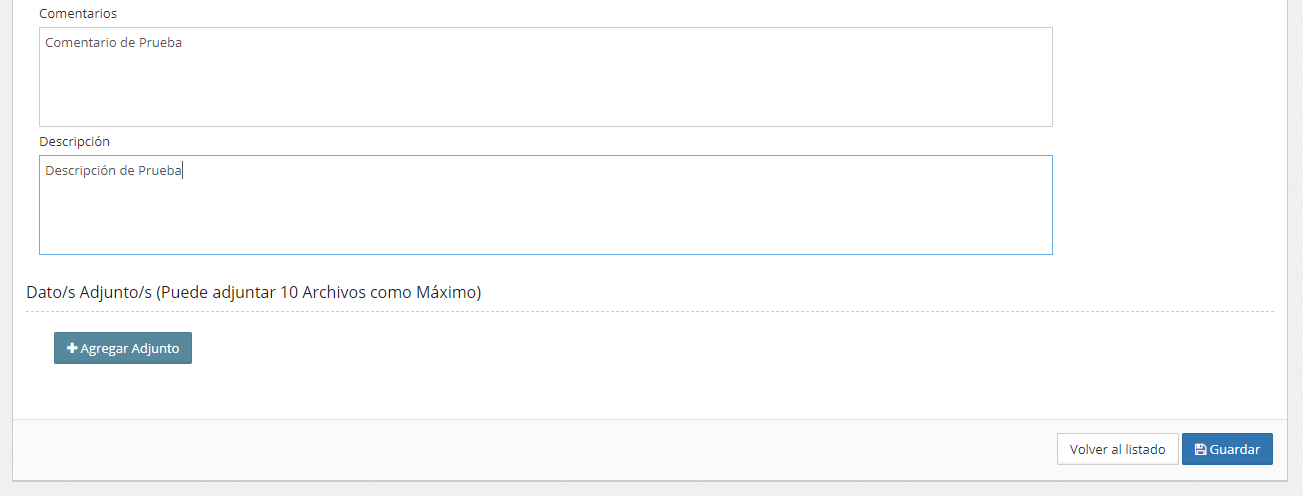 Comentarios
Comentario de Prueba
Descripción
Descripción de Prueba
Dato/s Adjunto/s (Puede adjuntar 10 Archivos como Máximo)
Agregar Adjunto
Volver al listado
Guardar